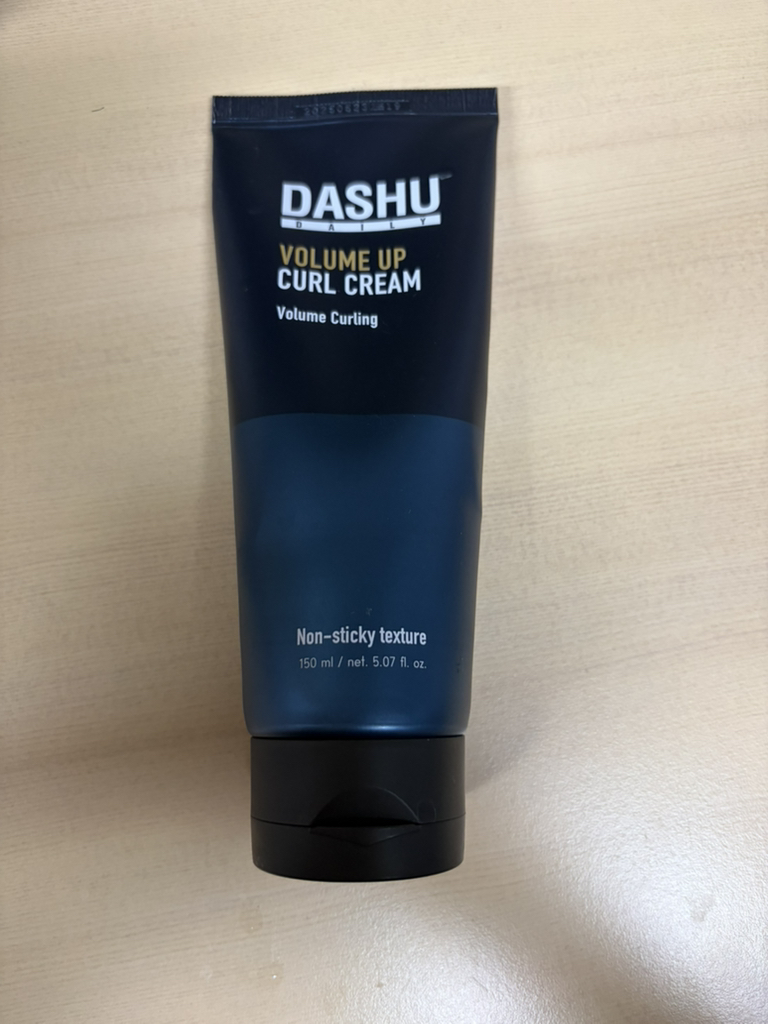 DASHU
DAILY
VOLUME UP
CURL CREAM
Volume Curling
Non-sticky texture
150 ml / net. 5.07 fl. oz.